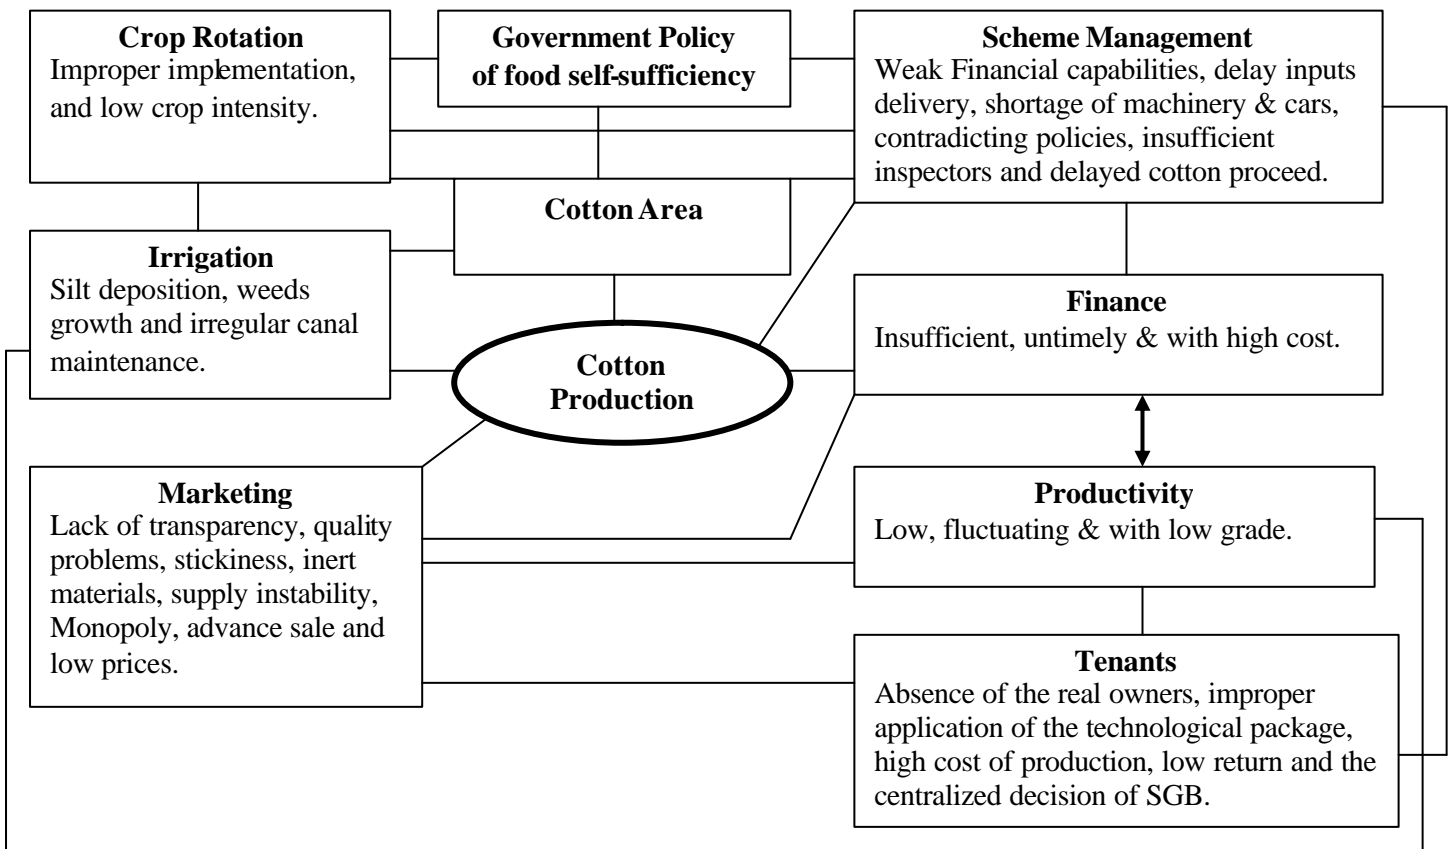 Crop Rotation
Improper implementation,
and low crop intensity.
Government Policy
of food self-sufficiency
Scheme Management
Weak Financial capabilities, delay inputs
delivery, shortage of machinery & cars,
contradicting policies, insufficient
inspectors and delayed cotton proceed.
Cotton Area
Irrigation
Silt deposition, weeds
growth and irregular canal
maintenance.
Finance
Insufficient, untimely & with high cost.
Cotton
Production
Marketing
Lack of transparency, quality
problems, stickiness, inert
materials, supply instability,
Monopoly, advance sale and
low prices.
Productivity
Low, fluctuating & with low grade.
Tenants
Absence of the real owners, improper
application of the technological package,
high cost of production, low return and the
centralized decision of SGB.